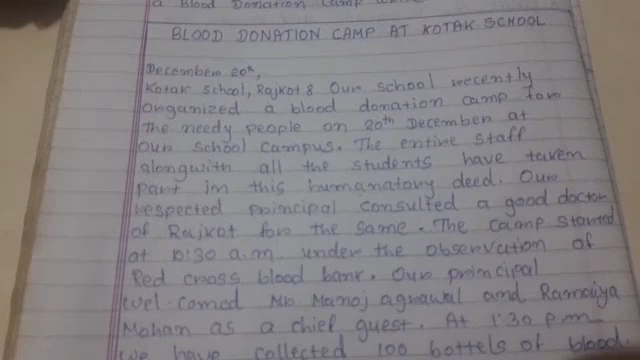 a Blood Donation Camp
BLOOD DONATION CAMP AT KOTAK SCHOOL
December 20th,
Kotak School, Rajkot : Our school recently
organized a blood donation camp for
the needy people on 20th December at
our school campus. The entire staff
alongwith all the students have taken
part in this humanatory deed. Our
respected principal consulted a good doctor
of Rajkot for the same. The camp started
at 10:30 a.m. under the observation of
Red cross blood bank. Our principal
wel.comed Mr Manoj agrawal and Ramaiya
Mohan as a chief guest. At 1:30 p.m
we have collected 100 bottels of blood